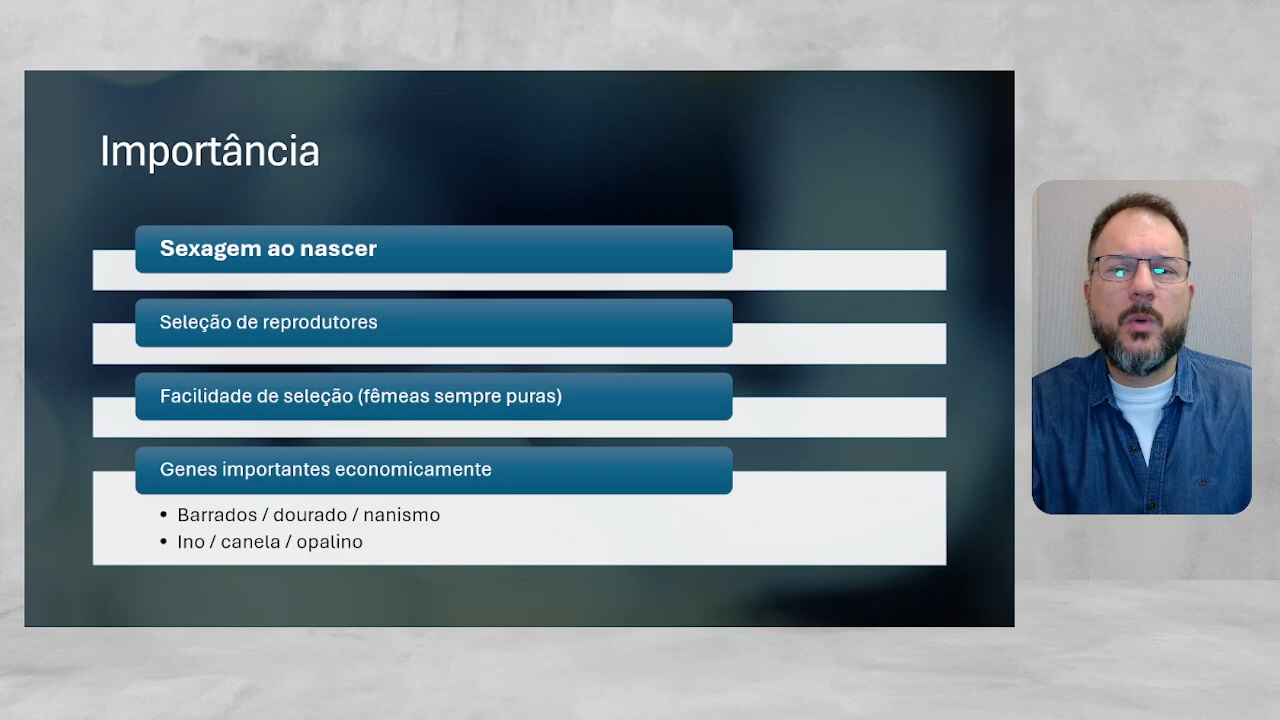 Importância
Sexagem ao nascer
Seleção de reprodutores
Facilidade de seleção (fêmeas sempre puras)
Genes importantes economicamente
• Barrados / dourado / nanismo
• Ino / canela / opalino